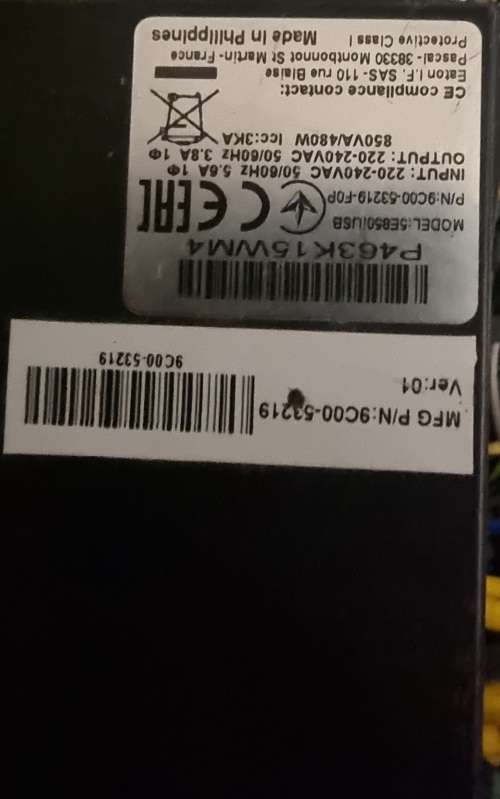 MFG P/N:9C00-53219
Ver:01
9C00-53219
P463K15WM4
MODEL:5E850iUSB
P/N:9C00-53219-F0P
INPUT: 220-240VAC 50/60Hz 5.6A 1Φ
OUTPUT: 220-240VAC 50/60Hz 3.8A 1Φ
850VA/480W Icc:3KA
CE EAC
CE compliance contact:
Eaton I.F. SAS- 110 rue Blaise
Pascal- 38330 Montbonnot St Martin- France
Protective Class I
Made in Philippines